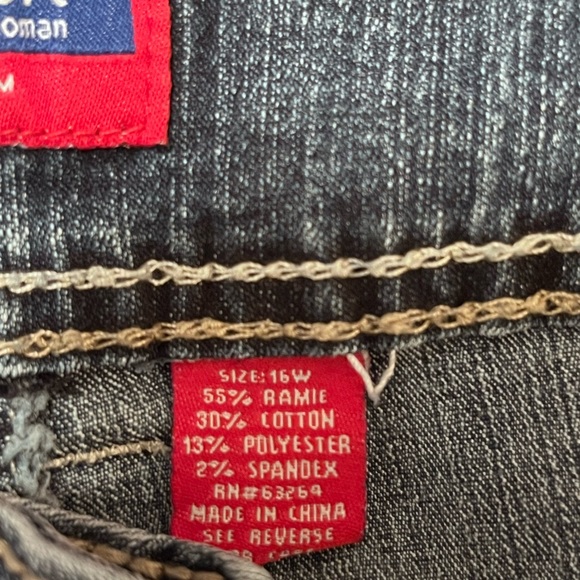 oman
M
SIZE: 16W
55% RAMIE
30% COTTON
13% POLYESTER
2% SPANDEX
RN#63264
MADE IN CHINA
SEE REVERSE